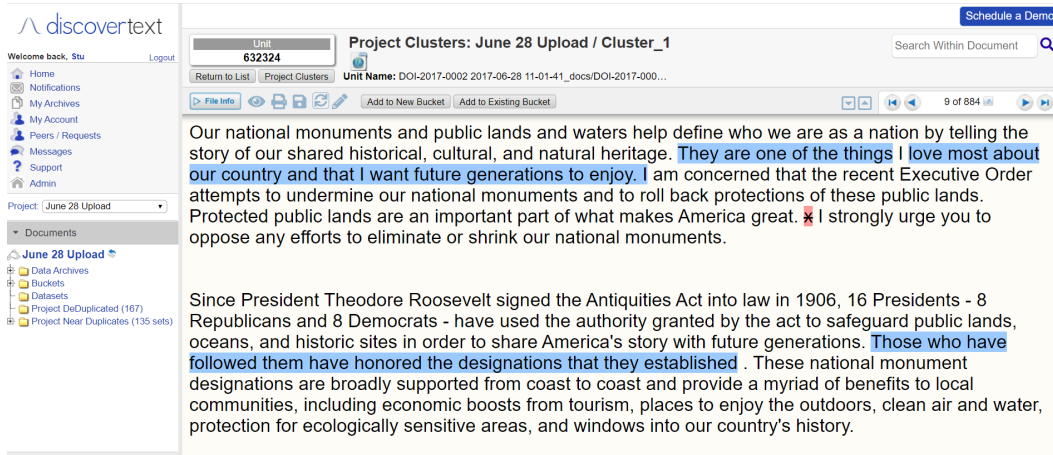 discovertext
Schedule a Demo
Welcome back, Stu
Logout
Home
Notifications
My Archives
My Account
Peers / Requests
Messages
Support
Admin
Project: June 28 Upload
Documents
June 28 Upload
Data Archives
Buckets
Datasets
Project DeDuplicated (167)
Project Near Duplicates (135 sets)
Unit
632324
Project Clusters: June 28 Upload / Cluster_1
Search Within Document
Return to List
Project Clusters
Unit Name: DOI-2017-0002 2017-06-28 11-01-41_docs/DOI-2017-000...
File Info
Add to New Bucket
Add to Existing Bucket
9 of 884
Our national monuments and public lands and waters help define who we are as a nation by telling the
story of our shared historical, cultural, and natural heritage. They are one of the things I love most about
our country and that I want future generations to enjoy. I am concerned that the recent Executive Order
attempts to undermine our national monuments and to roll back protections of these public lands.
Protected public lands are an important part of what makes America great. x I strongly urge you to
oppose any efforts to eliminate or shrink our national monuments.
Since President Theodore Roosevelt signed the Antiquities Act into law in 1906, 16 Presidents - 8
Republicans and 8 Democrats - have used the authority granted by the act to safeguard public lands,
oceans, and historic sites in order to share America's story with future generations. Those who have
followed them have honored the designations that they established . These national monument
designations are broadly supported from coast to coast and provide a myriad of benefits to local
communities, including economic boosts from tourism, places to enjoy the outdoors, clean air and water,
protection for ecologically sensitive areas, and windows into our country's history.